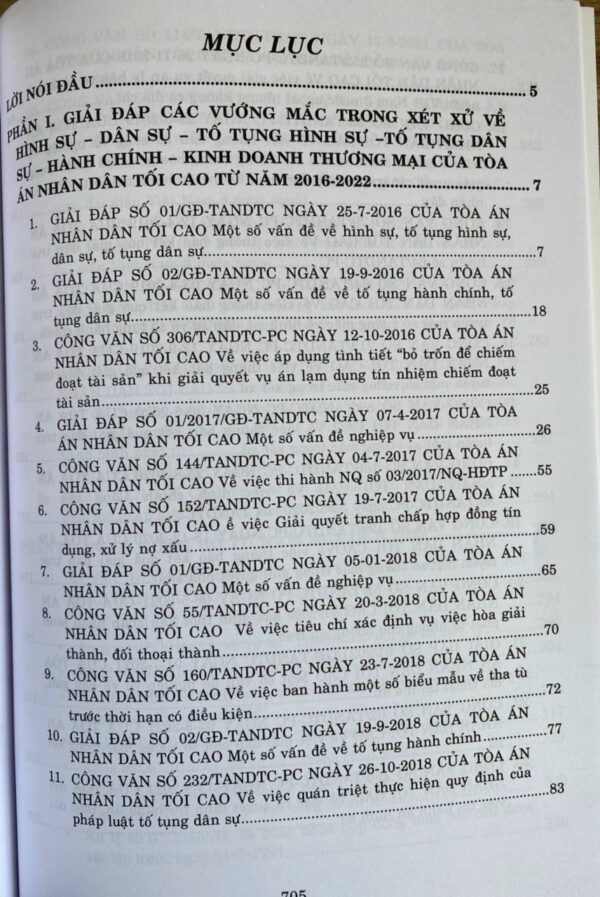 MỤC LỤC
LỜI NÓI ĐẦU..........5
PHẦN I. GIẢI ĐÁP CÁC VƯỚNG MẮC TRONG XÉT XỬ VỀ
HÌNH SỰ – DÂN SỰ – TỐ TỤNG HÌNH SỰ –TỐ TỤNG DÂN
SỰ – HÀNH CHÍNH – KINH DOANH THƯƠNG MẠI CỦA TÒA
ÁN NHÂN DÂN TỐI CAO TỪ NĂM 2016-2022..........7
1. GIẢI ĐÁP SỐ 01/GĐ-TANDTC NGÀY 25-7-2016 CỦA TÒA ÁN
NHÂN DÂN TỐI CAO Một số vấn đề về hình sự, tố tụng hình sự,
dân sự, tố tụng dân sự..........7
2. GIẢI ĐÁP SỐ 02/GĐ-TANDTC NGÀY 19-9-2016 CỦA TÒA ÁN
NHÂN DÂN TỐI CAO Một số vấn đề về tố tụng hành chính, tố
tụng dân sự..........18
3. CÔNG VĂN SỐ 306/TANDTC-PC NGÀY 12-10-2016 CỦA TÒA ÁN
NHÂN DÂN TỐI CAO Về việc áp dụng tình tiết “bỏ trốn để chiếm
đoạt tài sản” khi giải quyết vụ án lạm dụng tín nhiệm chiếm đoạt
tài sản..........25
4. GIẢI ĐÁP SỐ 01/2017/GĐ-TANDTC NGÀY 07-4-2017 CỦA TÒA
ÁN NHÂN DÂN TỐI CAO Một số vấn đề nghiệp vụ..........26
5. CÔNG VĂN SỐ 144/TANDTC-PC NGÀY 04-7-2017 CỦA TÒA ÁN
NHÂN DÂN TỐI CAO Về việc thi hành NQ số 03/2017/NQ-HĐTP.......55
6. CÔNG VĂN SỐ 152/TANDTC-PC NGÀY 19-7-2017 CỦA TÒA ÁN
NHÂN DÂN TỐI CAO ề việc Giải quyết tranh chấp hợp đồng tín
dụng, xử lý nợ xấu..........59
7. GIẢI ĐÁP SỐ 01/GĐ-TANDTC NGÀY 05-01-2018 CỦA TÒA ÁN
NHÂN DÂN TỐI CAO Một số vấn đề nghiệp vụ..........65
8. CÔNG VĂN SỐ 55/TANDTC-PC NGÀY 20-3-2018 CỦA TÒA ÁN
NHÂN DÂN TỐI CAO Về việc tiêu chí xác định vụ việc hòa giải
thành, đối thoại thành..........70
9. CÔNG VĂN SỐ 160/TANDTC-PC NGÀY 23-7-2018 CỦA TÒA ÁN
NHÂN DÂN TỐI CAO Về việc ban hành một số biểu mẫu về tha tù
trước thời hạn có điều kiện..........72
10. GIẢI ĐÁP SỐ 02/GĐ-TANDTC NGÀY 19-9-2018 CỦA TÒA ÁN
NHÂN DÂN TỐI CAO Một số vấn đề về tố tụng hành chính..........77
11. CÔNG VĂN SỐ 232/TANDTC-PC NGÀY 26-10-2018 CỦA TÒA ÁN
NHÂN DÂN TỐI CAO Về việc quán triệt thực hiện quy định của
pháp luật tố tụng dân sự..........83
705